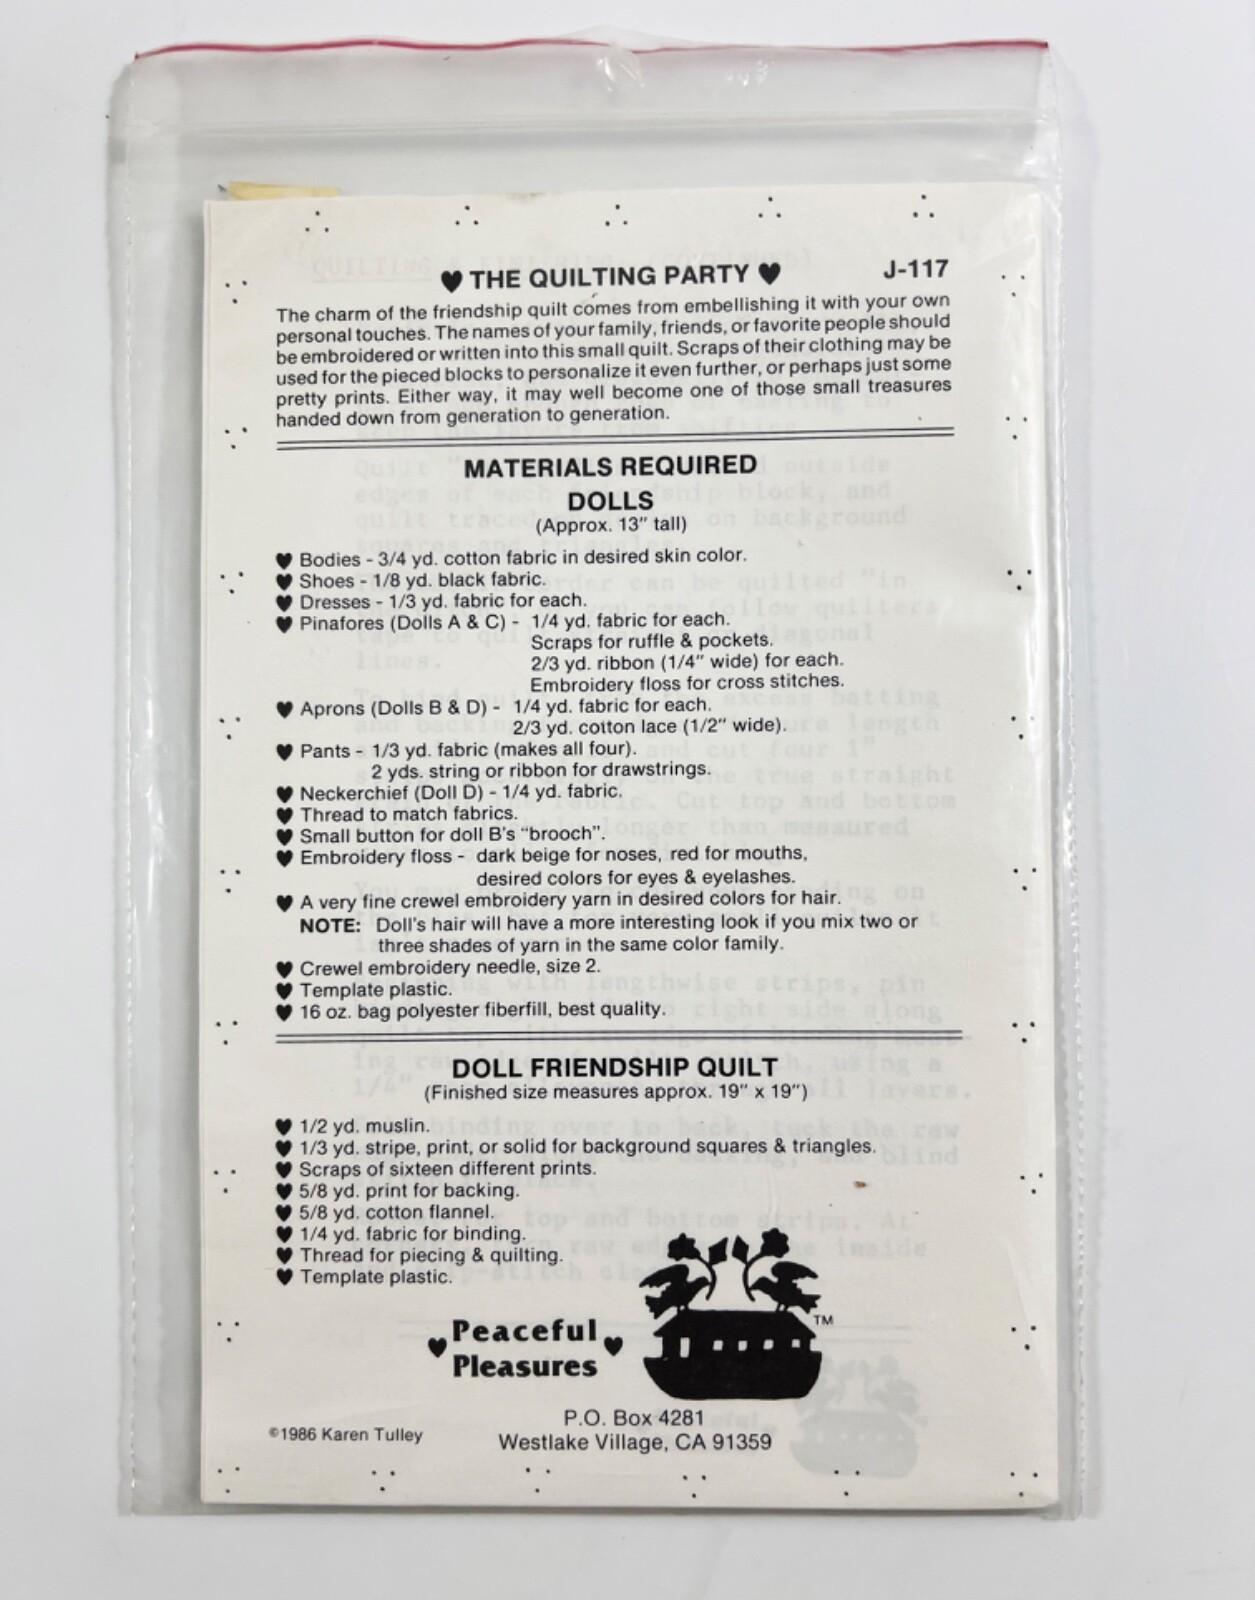 ♥ THE QUILTING PARTY ♥ J-117
The charm of the friendship quilt comes from embellishing it with your own
personal touches. The names of your family, friends, or favorite people should
be embroidered or written into this small quilt. Scraps of their clothing may be
used for the pieced blocks to personalize it even further, or perhaps just some
pretty prints. Either way, it may well become one of those small treasures
handed down from generation to generation.
MATERIALS REQUIRED
DOLLS
(Approx. 13" tall)
♥ Bodies - 3/4 yd. cotton fabric in desired skin color.
♥ Shoes - 1/8 yd. black fabric.
♥ Dresses - 1/3 yd. fabric for each.
♥ Pinafores (Dolls A & C) - 1/4 yd. fabric for each.
Scraps for ruffle & pockets.
2/3 yd. ribbon (1/4" wide) for each.
Embroidery floss for cross stitches.
♥ Aprons (Dolls B & D) - 1/4 yd. fabric for each.
2/3 yd. cotton lace (1/2" wide).
♥ Pants - 1/3 yd. fabric (makes all four).
2 yds. string or ribbon for drawstrings.
♥ Neckerchief (Doll D) - 1/4 yd. fabric.
♥ Thread to match fabrics.
♥ Small button for doll B's "brooch".
♥ Embroidery floss - dark beige for noses, red for mouths,
desired colors for eyes & eyelashes.
♥ A very fine crewel embroidery yarn in desired colors for hair.
NOTE: Doll's hair will have a more interesting look if you mix two or
three shades of yarn in the same color family.
♥ Crewel embroidery needle, size 2.
♥ Template plastic.
♥ 16 oz. bag polyester fiberfill, best quality.
DOLL FRIENDSHIP QUILT
(Finished size measures approx. 19" x 19")
♥ 1/2 yd. muslin.
♥ 1/3 yd. stripe, print, or solid for background squares & triangles.
♥ Scraps of sixteen different prints.
♥ 5/8 yd. print for backing.
♥ 5/8 yd. cotton flannel.
♥ 1/4 yd. fabric for binding.
♥ Thread for piecing & quilting.
♥ Template plastic.
♥ Peaceful ♥
Pleasures
TM
P.O. Box 4281
Westlake Village, CA 91359
©1986 Karen Tulley